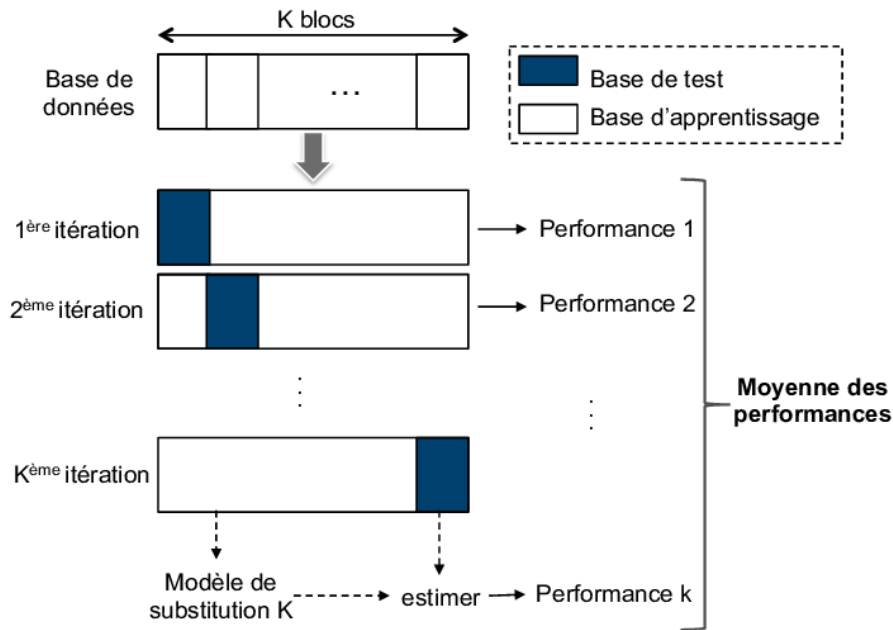 K blocs
Base de
données
...
Base de test
Base d'apprentissage
1ère itération
Performance 1
2ème itération
Performance 2
Moyenne des
performances
Kème itération
Modèle de
substitution K
estimer
Performance k